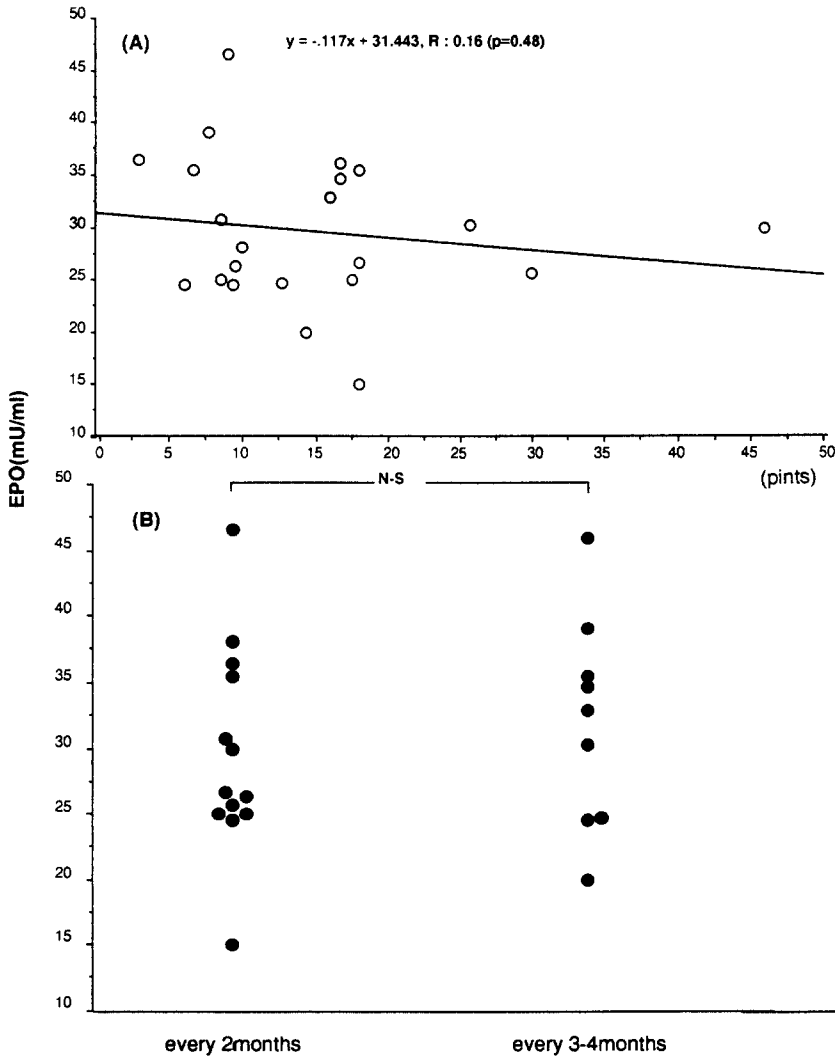 50
(A) y = -.117x + 31.443, R : 0.16 (p=0.48)
45
40
35
30
25
20
15
10
0 5 10 15 20 25 30 35 40 45 50
(pints)
EPO(mU/ml)
50
N-S
(B)
45
40
35
30
25
20
15
10
every 2months every 3-4months